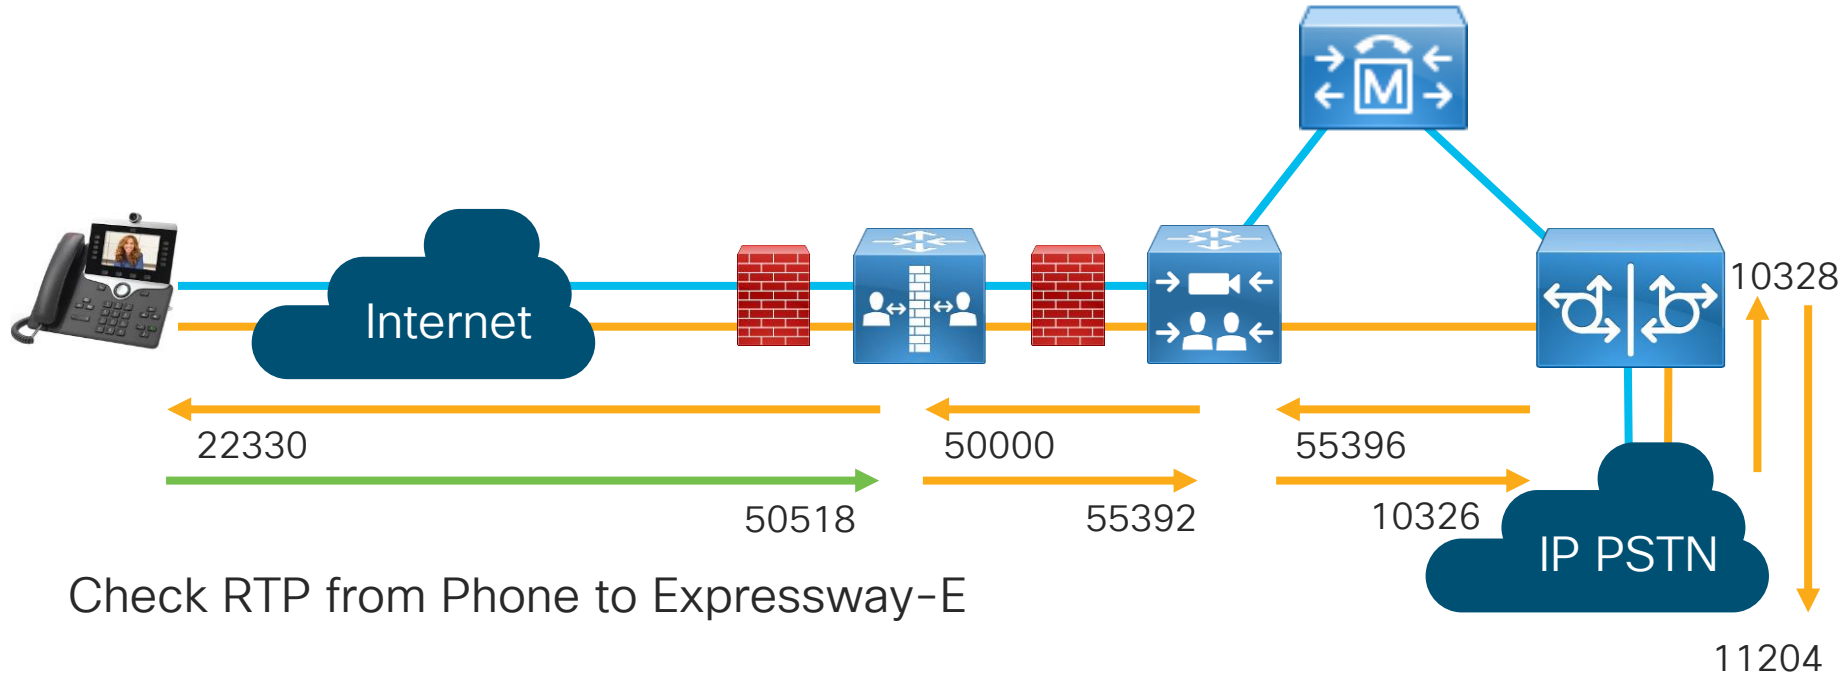 M
10328
Internet
22330
50000
55396
50518
55392
10326
IP PSTN
Check RTP from Phone to Expressway-E
11204